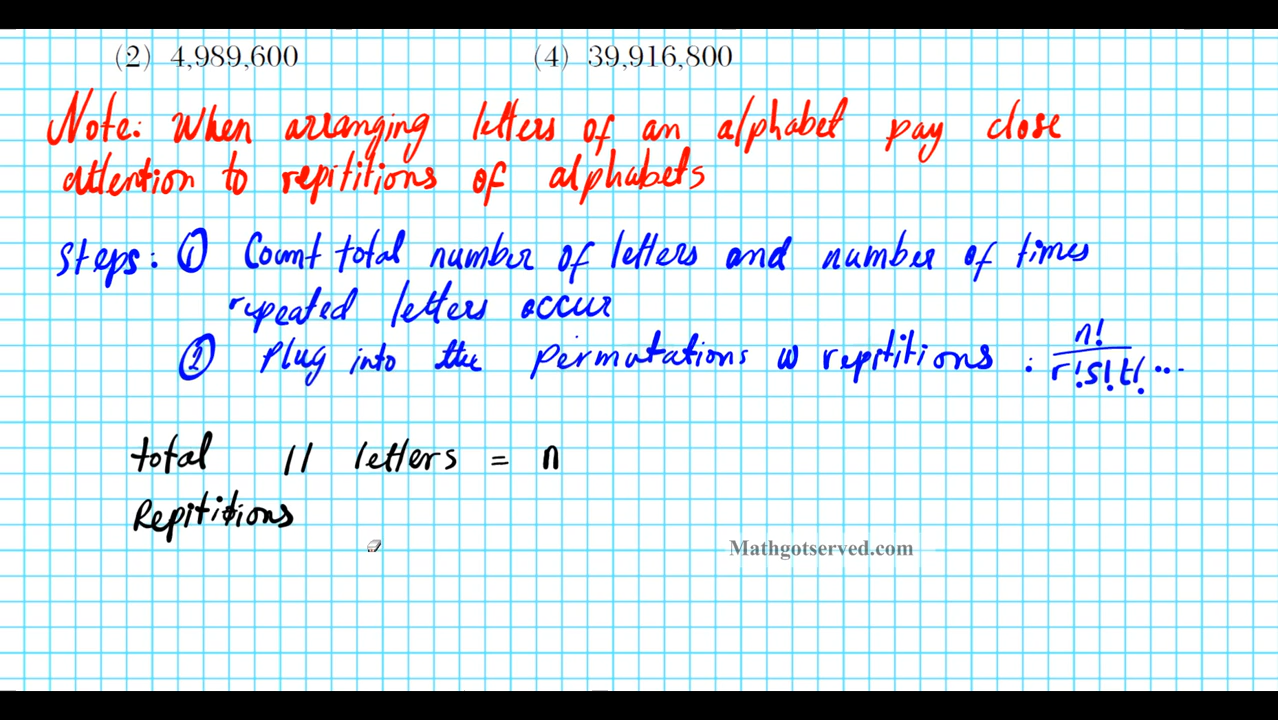 (2) 4,989,600 (4) 39,916,800
Note: When arranging letters of an alphabet pay close
attention to repititions of alphabets
Steps: ① Count total number of letters and number of times
repeated letters occur
② Plug into the permutations w repititions : n!/r!s!t! ...
total 11 letters = n
Repititions
Mathgotserved.com